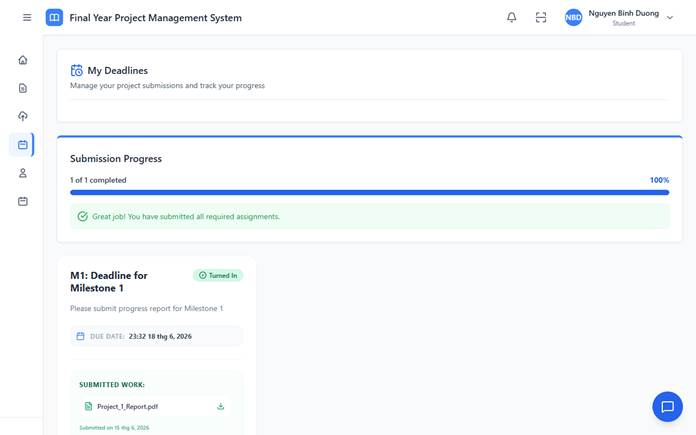 Final Year Project Management System
NBD
Nguyen Binh Duong
Student
My Deadlines
Manage your project submissions and track your progress
Submission Progress
1 of 1 completed
100%
Great job! You have submitted all required assignments.
M1: Deadline for
Milestone 1
Turned In
Please submit progress report for Milestone 1
DUE DATE: 23:32 18 thg 6, 2026
SUBMITTED WORK:
Project_1_Report.pdf
Submitted on 15 thg 6, 2026